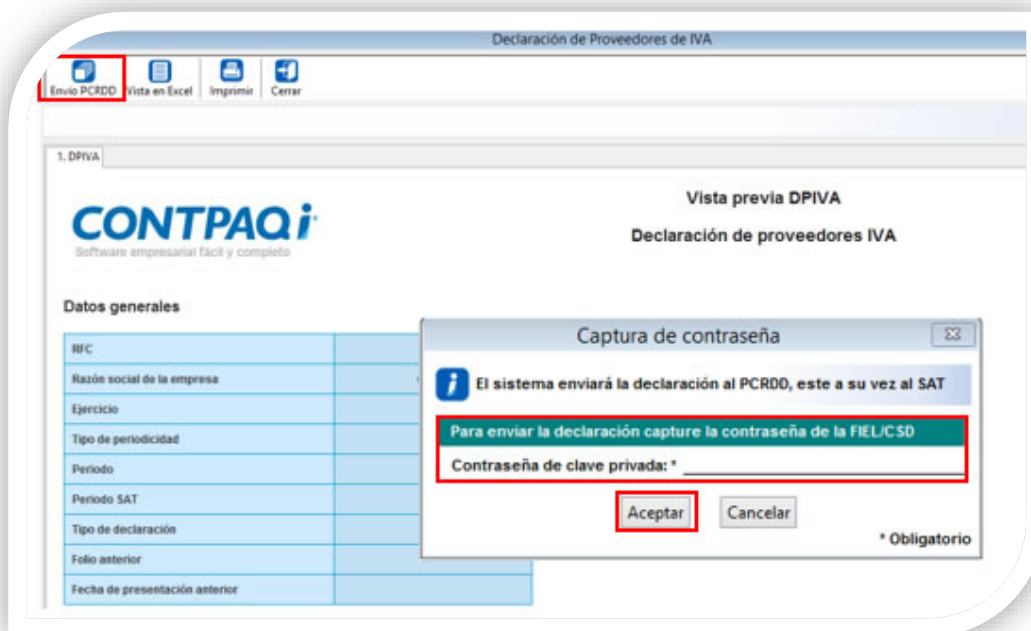 Declaración de Proveedores de IVA
Envío PCRDD Vista en Excel Imprimir Cerrar
1. DPIVA
CONTPAQi
Software empresarial fácil y completo
Vista previa DPIVA
Declaración de proveedores IVA
Datos generales
RFC
Razón social de la empresa
Ejercicio
Tipo de periodicidad
Periodo
Periodo SAT
Tipo de declaración
Folio anterior
Fecha de presentación anterior
Captura de contraseña
El sistema enviará la declaración al PCRDD, este a su vez al SAT
Para enviar la declaración capture la contraseña de la FIEL/CSD
Contraseña de clave privada: *
Aceptar Cancelar
* Obligatorio